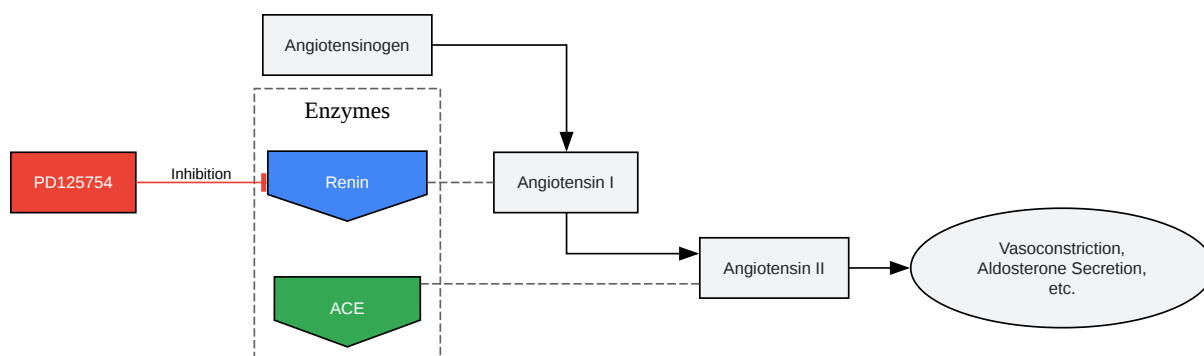 Angiotensinogen
Enzymes
PD125754
Inhibition
Renin
Angiotensin I
ACE
Angiotensin II
Vasoconstriction,
Aldosterone Secretion,
etc.